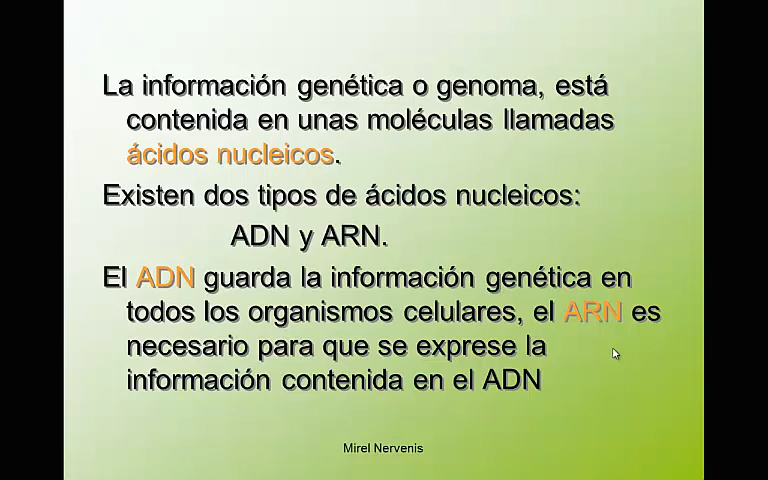 La información genética o genoma, está
contenida en unas moléculas llamadas
ácidos nucleicos.
Existen dos tipos de ácidos nucleicos:
ADN y ARN.
El ADN guarda la información genética en
todos los organismos celulares, el ARN es
necesario para que se exprese la
información contenida en el ADN
Mirel Nervenis